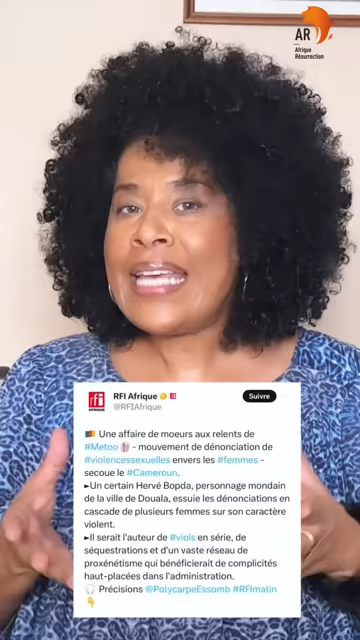 AR
Afrique
Résurrection
rfi
AFRIQUE
RFI Afrique
@RFIAfrique
Suivre
Une affaire de moeurs aux relents de
#Metoo - mouvement de dénonciation de
#violencessexuelles envers les #femmes -
secoue le #Cameroun.
►Un certain Hervé Bopda, personnage mondain
de la ville de Douala, essuie les dénonciations en
cascade de plusieurs femmes sur son caractère
violent.
►Il serait l'auteur de #viols en série, de
séquestrations et d'un vaste réseau de
proxénétisme qui bénéficierait de complicités
haut-placées dans l'administration.
Précisions @PolycarpeEssomb #RFImatin